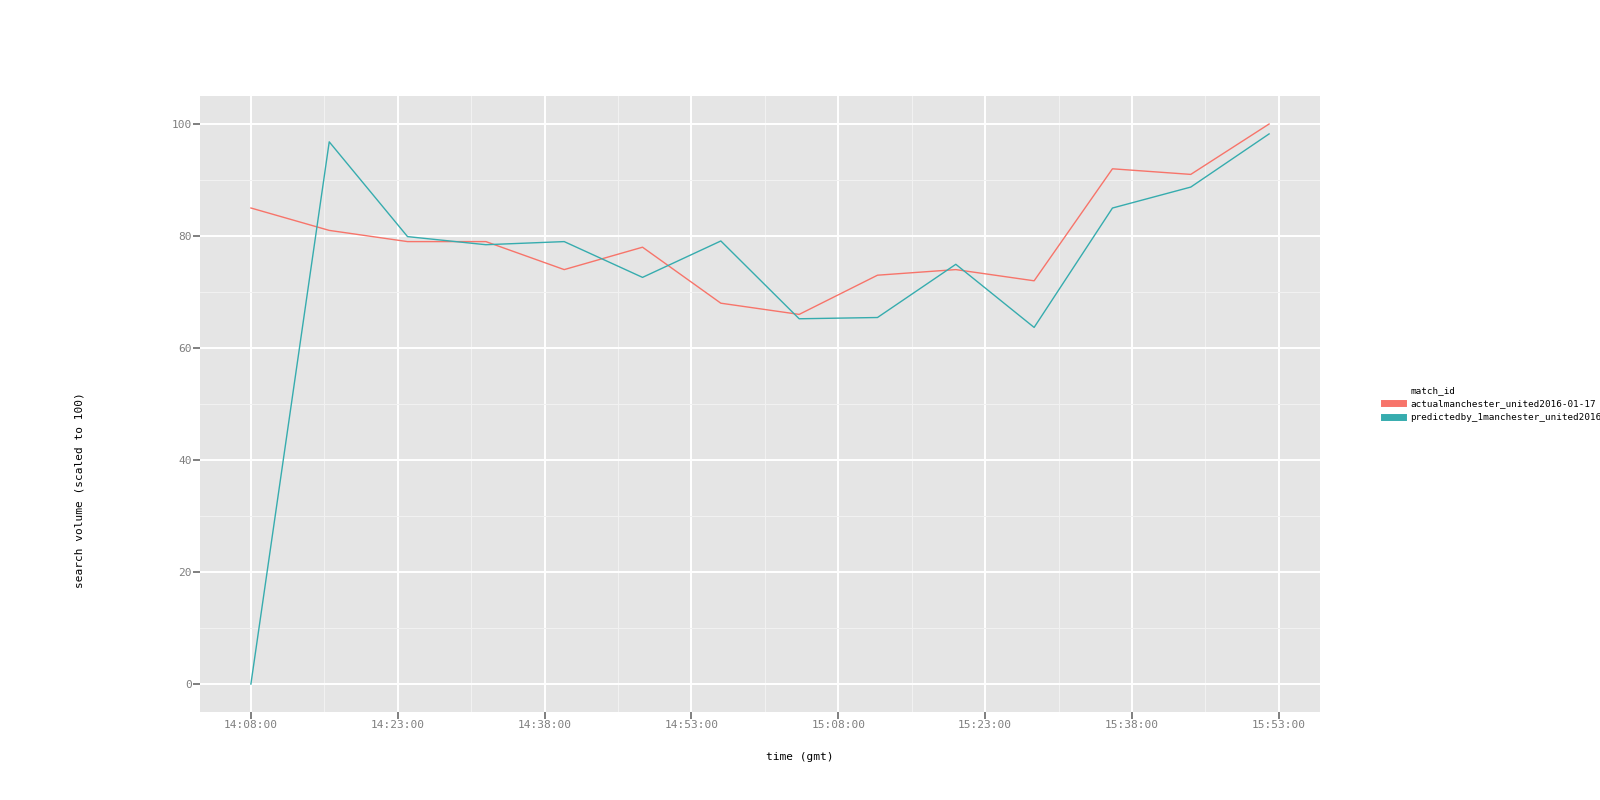 100
80
60
40
20
0
search volume (scaled to 100)
14:08:00 14:23:00 14:38:00 14:53:00 15:08:00 15:23:00 15:38:00 15:53:00
time (gmt)
match_id
actualmanchester_united2016-01-17
predictedby_1manchester_united2016